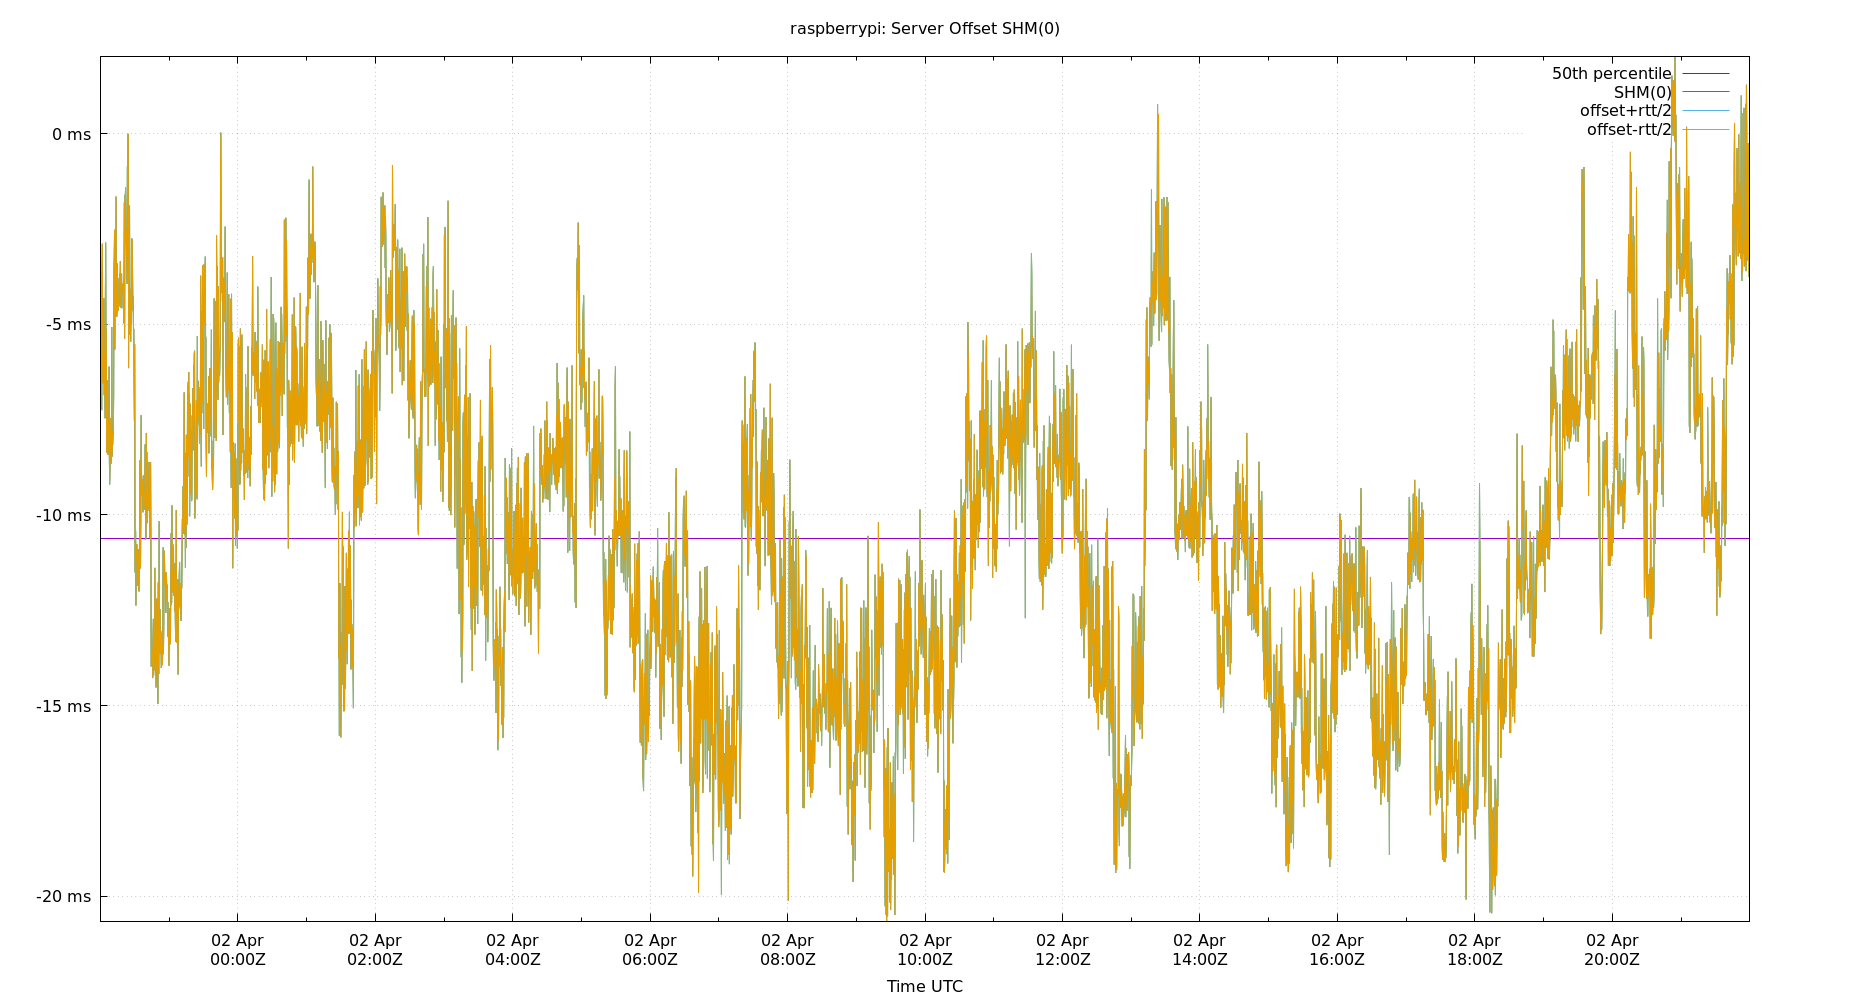 raspberrypi: Server Offset SHM(0)
50th percentile
SHM(0)
offset+rtt/2
offset-rtt/2
0 ms
-5 ms
-10 ms
-15 ms
-20 ms
02 Apr 02 Apr 02 Apr 02 Apr 02 Apr 02 Apr 02 Apr 02 Apr 02 Apr 02 Apr 02 Apr
00:00Z 02:00Z 04:00Z 06:00Z 08:00Z 10:00Z 12:00Z 14:00Z 16:00Z 18:00Z 20:00Z
Time UTC